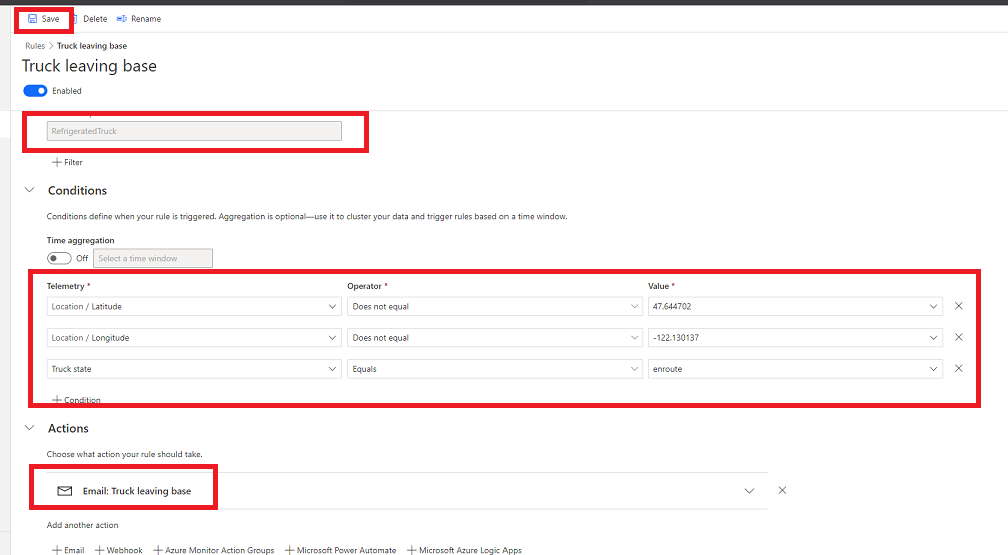 Save Delete Rename
Rules > Truck leaving base
Truck leaving base
Enabled
RefrigeratedTruck
+ Filter
Conditions
Conditions define when your rule is triggered. Aggregation is optional—use it to cluster your data and trigger rules based on a time window.
Time aggregation
Off Select a time window
Telemetry * Operator * Value *
Location / Latitude Does not equal 47.644702
Location / Longitude Does not equal -122.130137
Truck state Equals enroute
+ Condition
Actions
Choose what action your rule should take.
Email: Truck leaving base
Add another action
+ Email + Webhook + Azure Monitor Action Groups + Microsoft Power Automate + Microsoft Azure Logic Apps